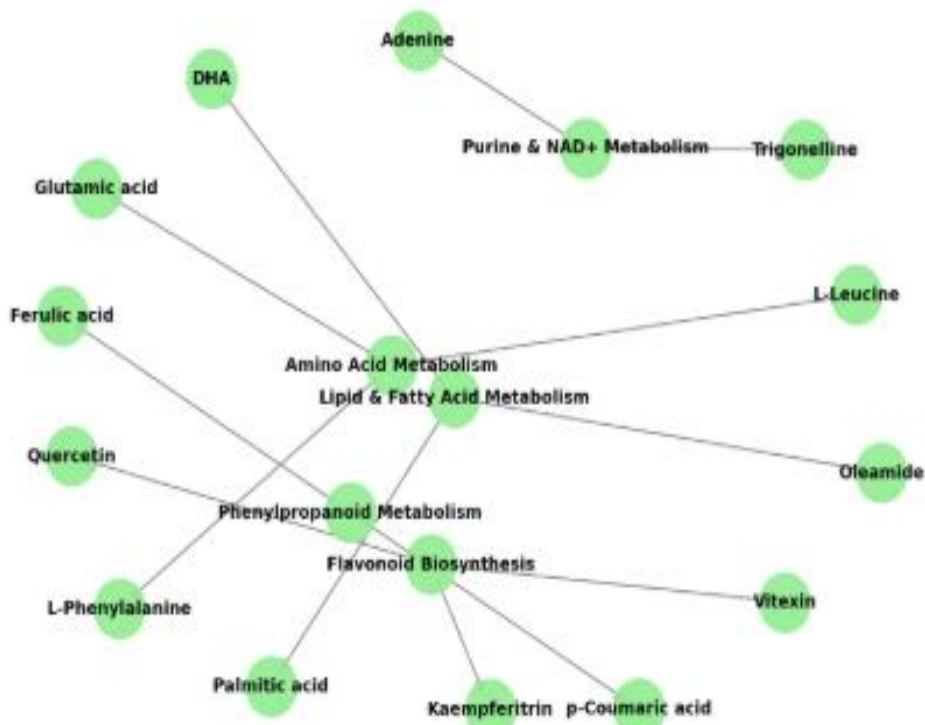 Adenine
DHA
Purine & NAD+ Metabolism
Trigonelline
Glutamic acid
L-Leucine
Ferulic acid
Amino Acid Metabolism
Lipid & Fatty Acid Metabolism
Quercetin
Oleamide
Phenylpropanoid Metabolism
Flavonoid Biosynthesis
Vitexin
L-Phenylalanine
Palmitic acid
Kaempferitrin
p-Coumaric acid